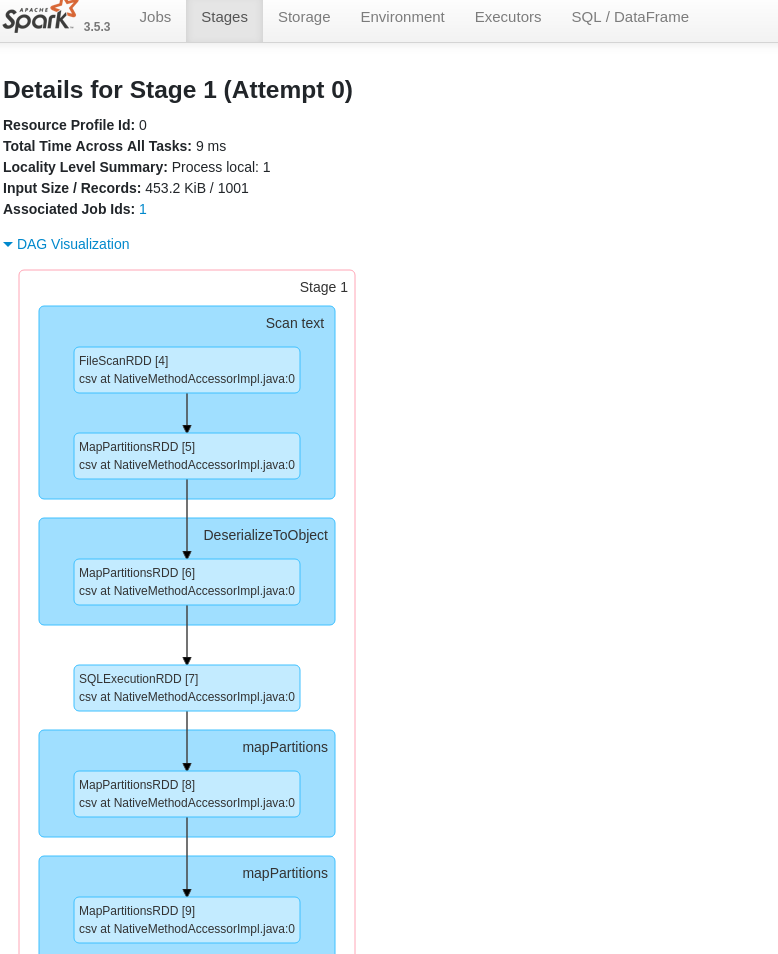 APACHE
Spark™ 3.5.3 Jobs Stages Storage Environment Executors SQL / DataFrame
Details for Stage 1 (Attempt 0)
Resource Profile Id: 0
Total Time Across All Tasks: 9 ms
Locality Level Summary: Process local: 1
Input Size / Records: 453.2 KiB / 1001
Associated Job Ids: 1
DAG Visualization
Stage 1
Scan text
FileScanRDD [4]
csv at NativeMethodAccessorImpl.java:0
MapPartitionsRDD [5]
csv at NativeMethodAccessorImpl.java:0
DeserializeToObject
MapPartitionsRDD [6]
csv at NativeMethodAccessorImpl.java:0
SQLExecutionRDD [7]
csv at NativeMethodAccessorImpl.java:0
mapPartitions
MapPartitionsRDD [8]
csv at NativeMethodAccessorImpl.java:0
mapPartitions
MapPartitionsRDD [9]
csv at NativeMethodAccessorImpl.java:0